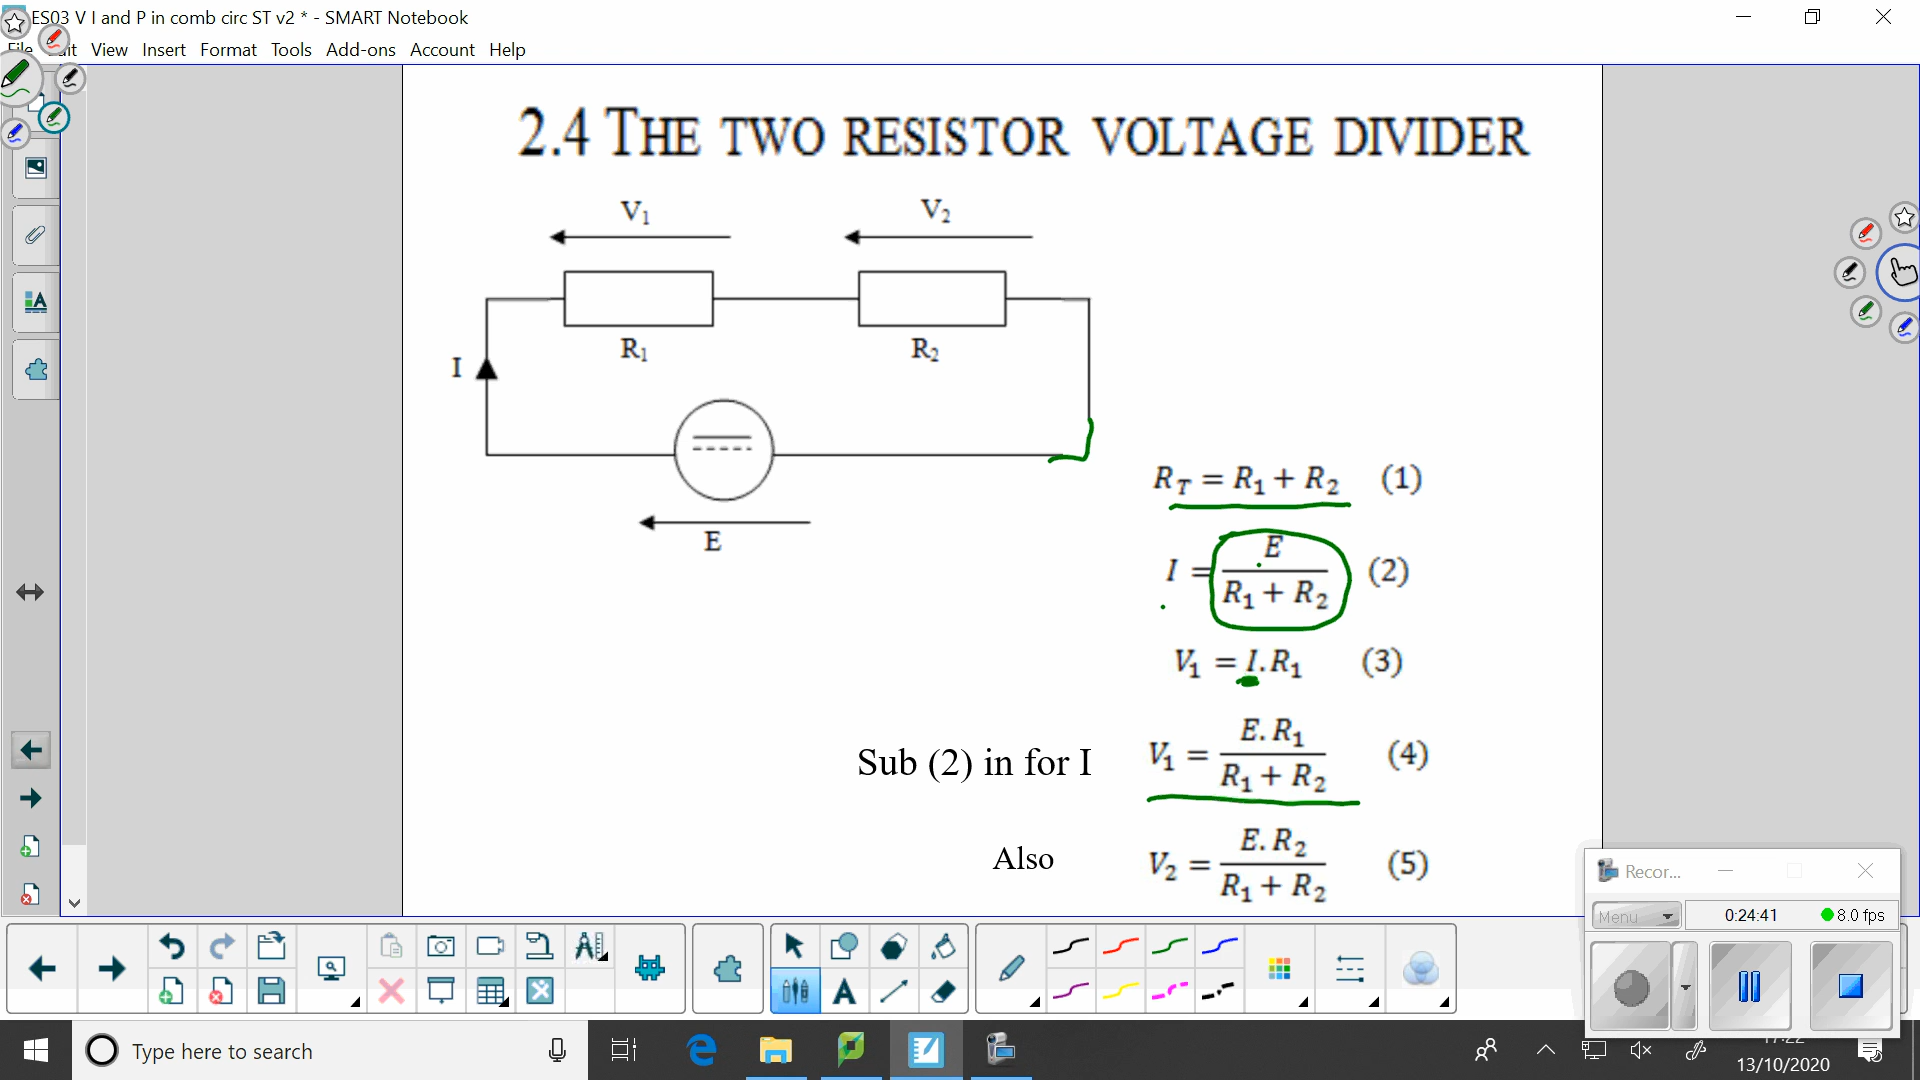 ES03 V I and P in comb circ ST v2 * - SMART Notebook
View Insert Format Tools Add-ons Account Help
2.4 THE TWO RESISTOR VOLTAGE DIVIDER
V₁ V₂
R₁ R₂
I
E
R_T = R₁ + R₂ (1)
I = E / (R₁ + R₂) (2)
V₁ = I.R₁ (3)
Sub (2) in for I V₁ = E.R₁ / (R₁ + R₂) (4)
Also V₂ = E.R₂ / (R₁ + R₂) (5)
Recor...
Menu 0:24:41 8.0 fps
Type here to search
13/10/2020